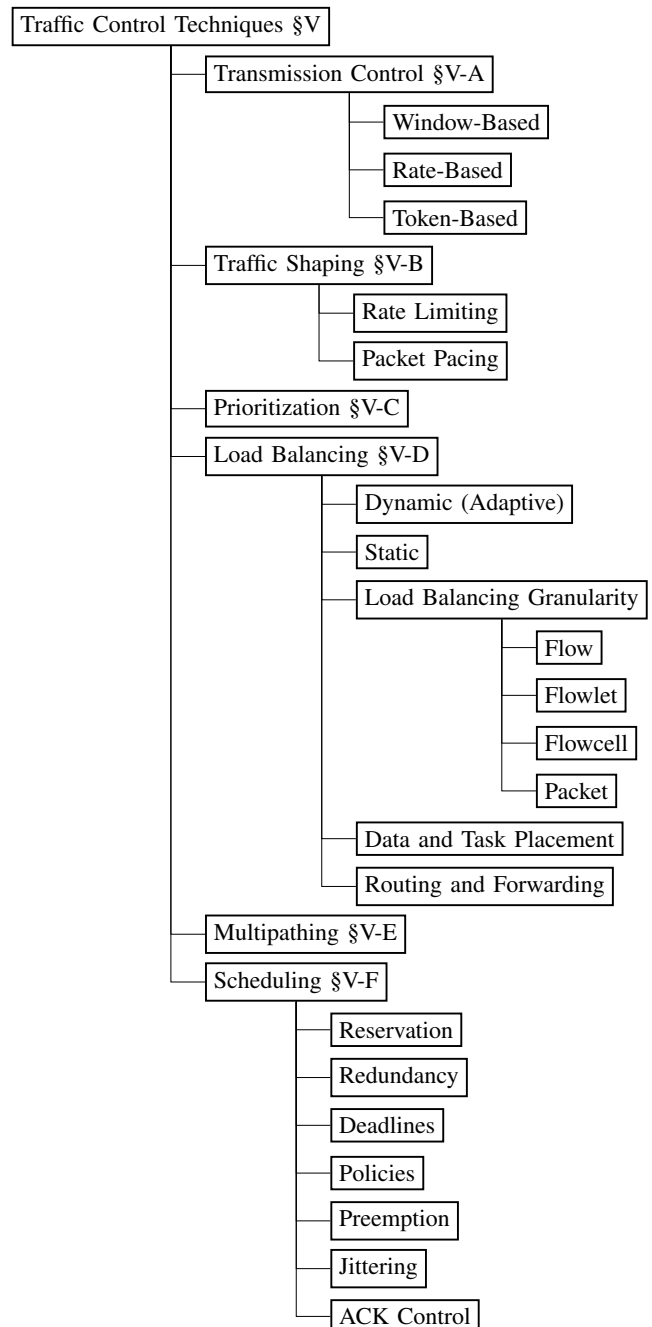 Traffic Control Techniques §V
Transmission Control §V-A
Window-Based
Rate-Based
Token-Based
Traffic Shaping §V-B
Rate Limiting
Packet Pacing
Prioritization §V-C
Load Balancing §V-D
Dynamic (Adaptive)
Static
Load Balancing Granularity
Flow
Flowlet
Flowcell
Packet
Data and Task Placement
Routing and Forwarding
Multipathing §V-E
Scheduling §V-F
Reservation
Redundancy
Deadlines
Policies
Preemption
Jittering
ACK Control